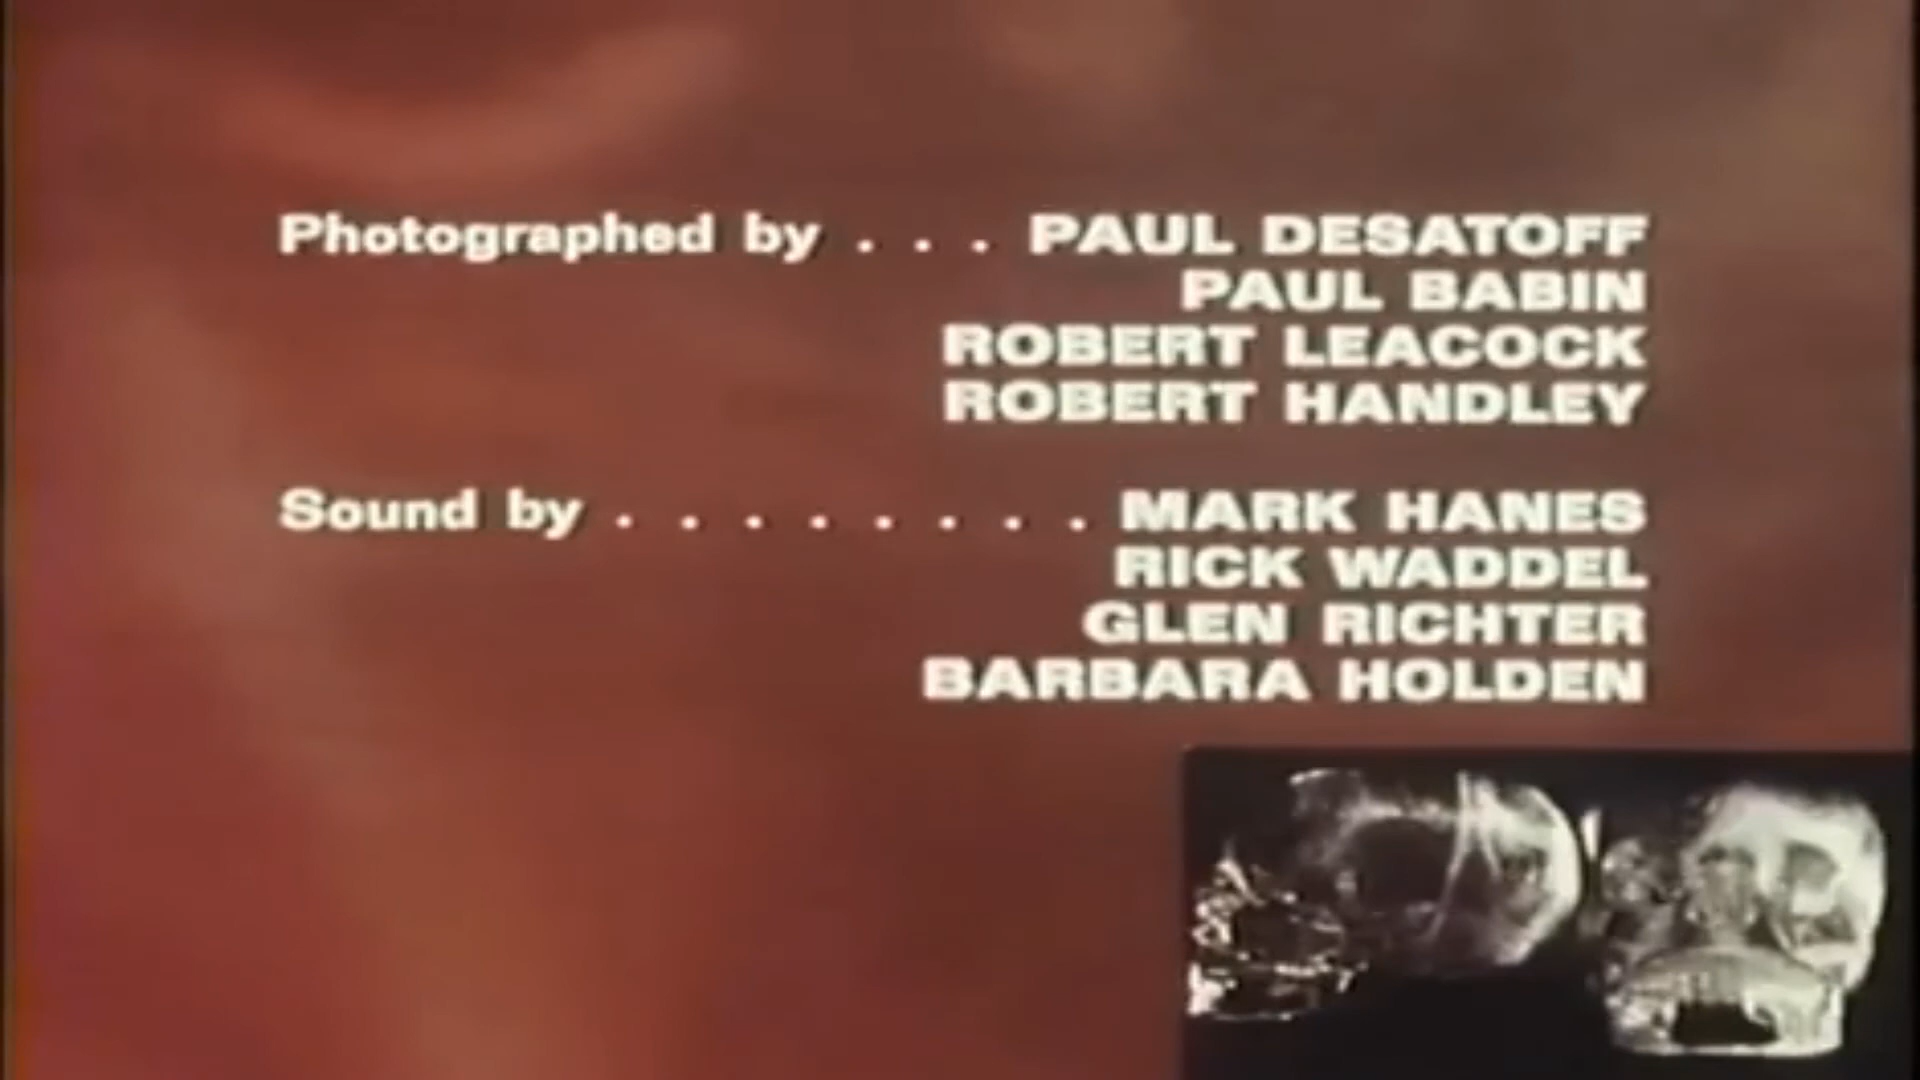 Photographed by . . . PAUL DESATOFF
PAUL BABIN
ROBERT LEACOCK
ROBERT HANDLEY
Sound by . . . . . . . . MARK HANES
RICK WADDEL
GLEN RICHTER
BARBARA HOLDEN